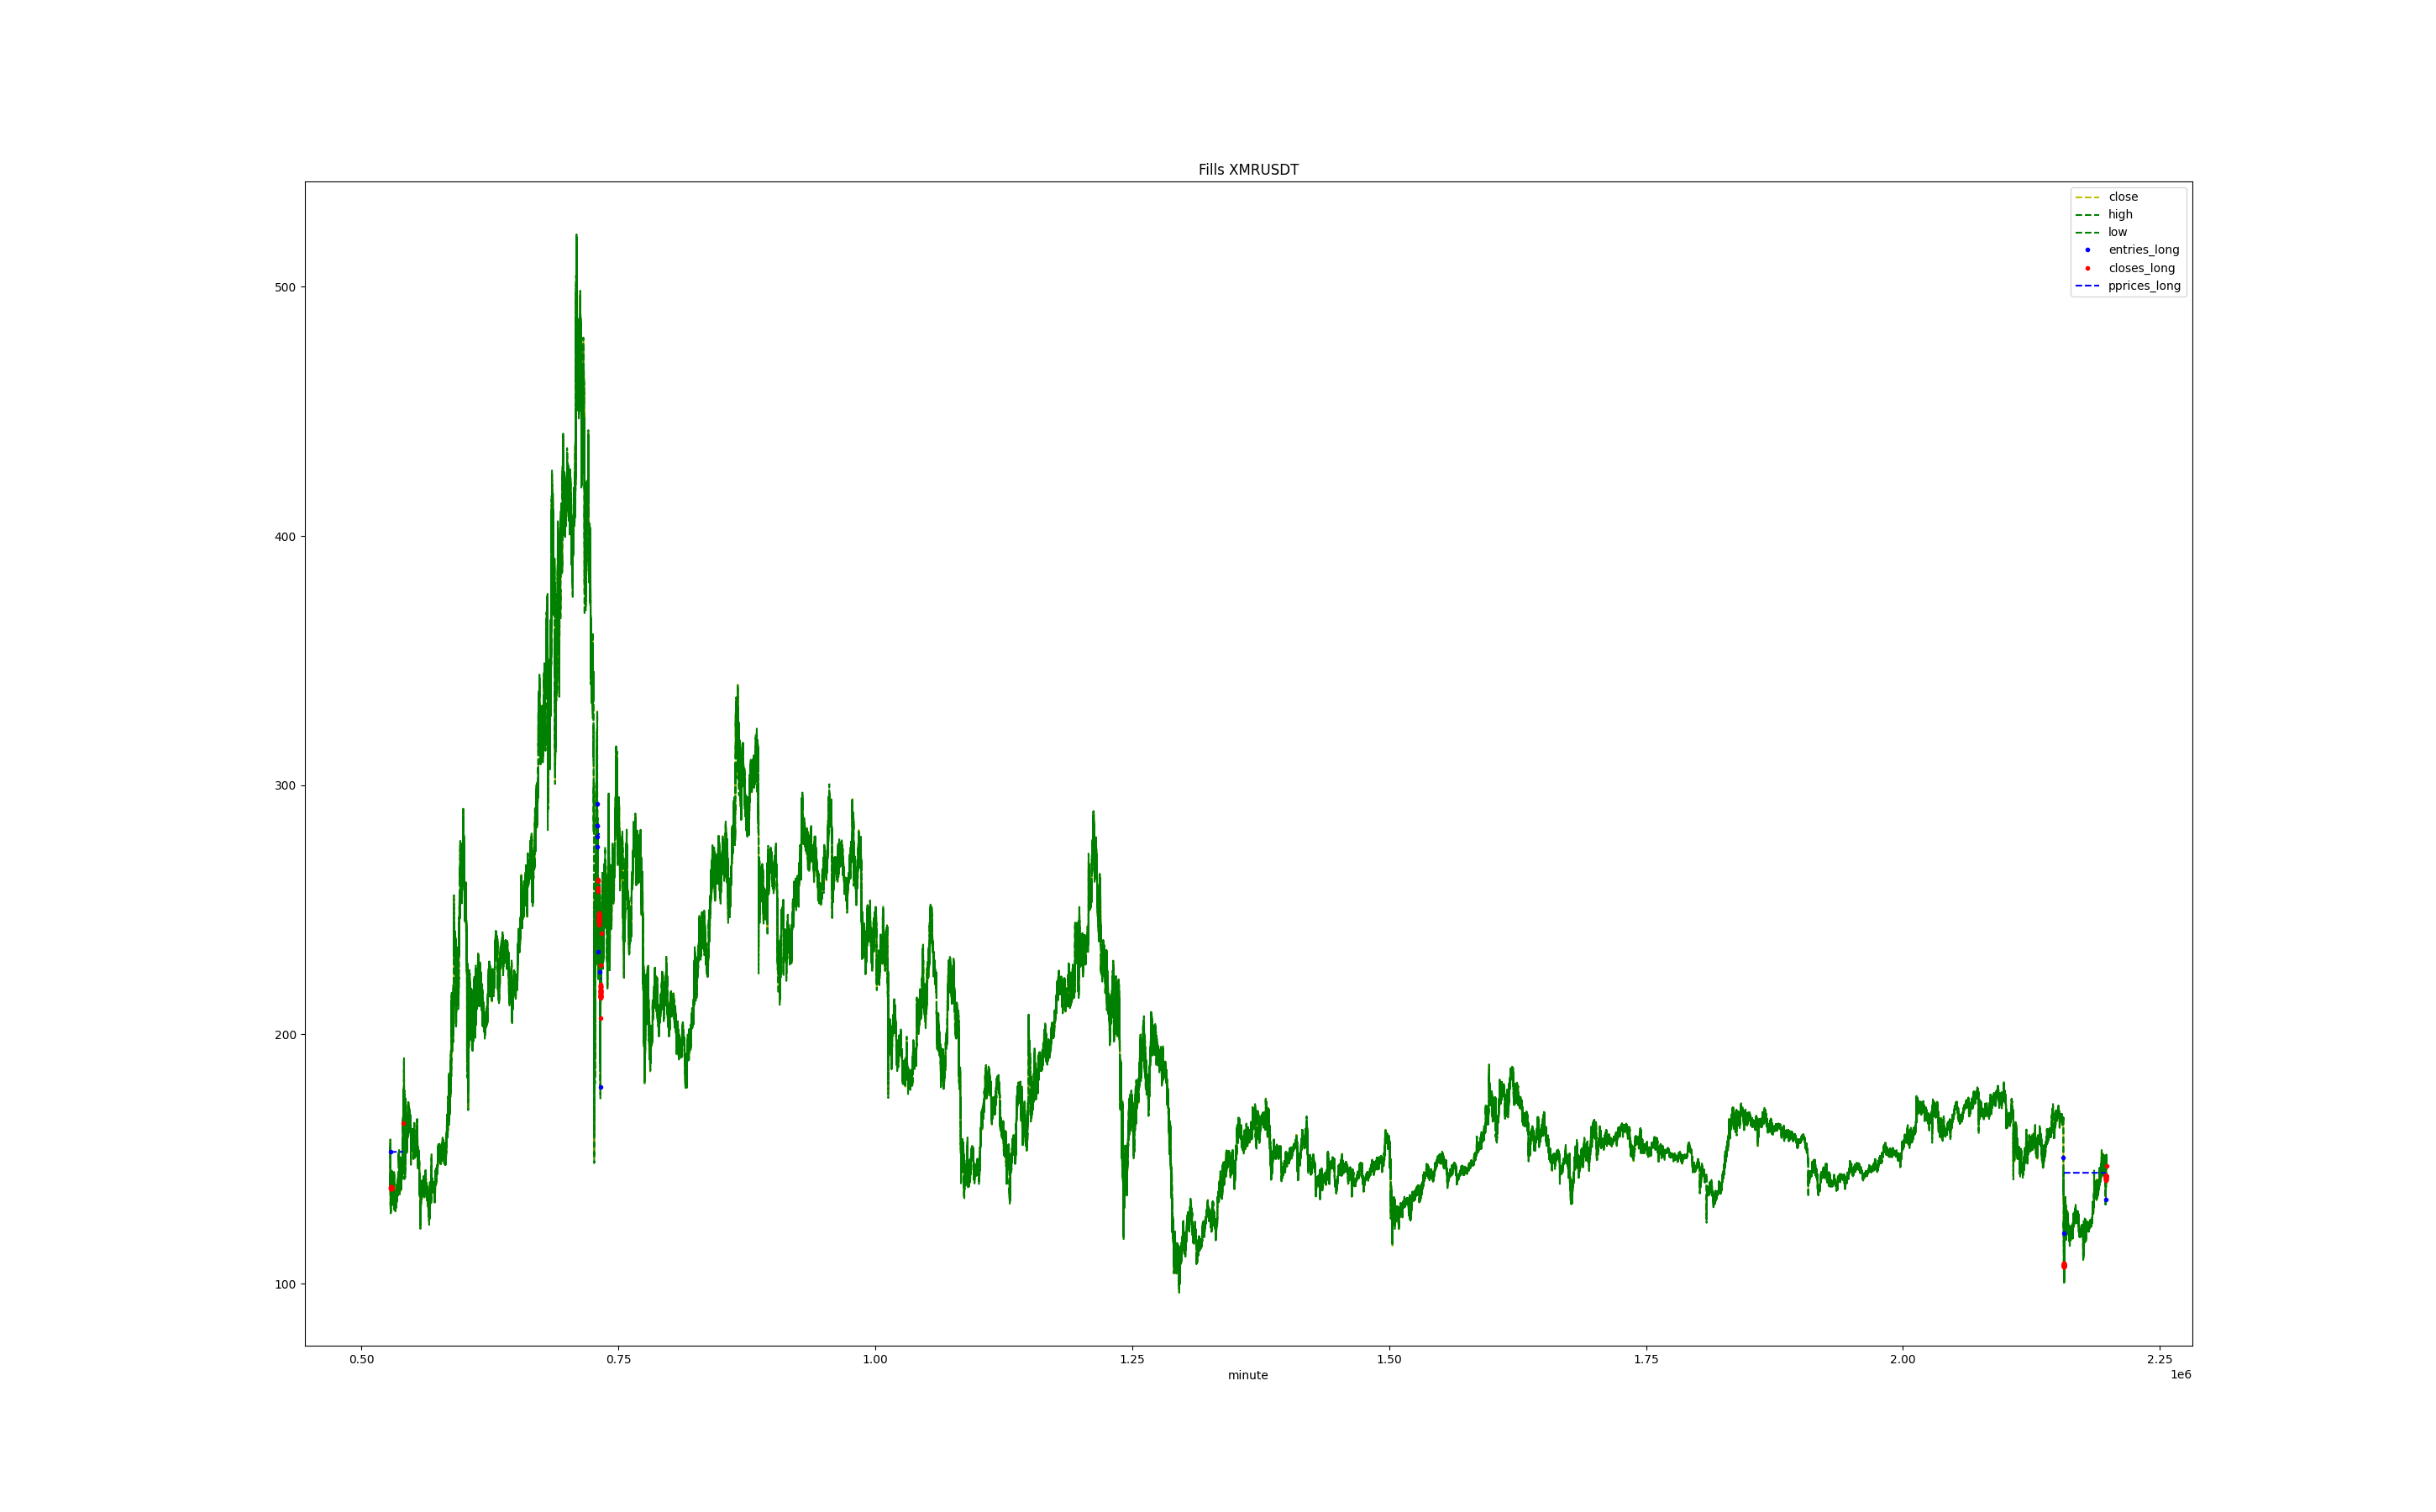 Fills XMRUSDT
close
high
low
entries_long
closes_long
pprices_long
500
400
300
200
100
0.50 0.75 1.00 1.25 1.50 1.75 2.00 2.25
1e6
minute